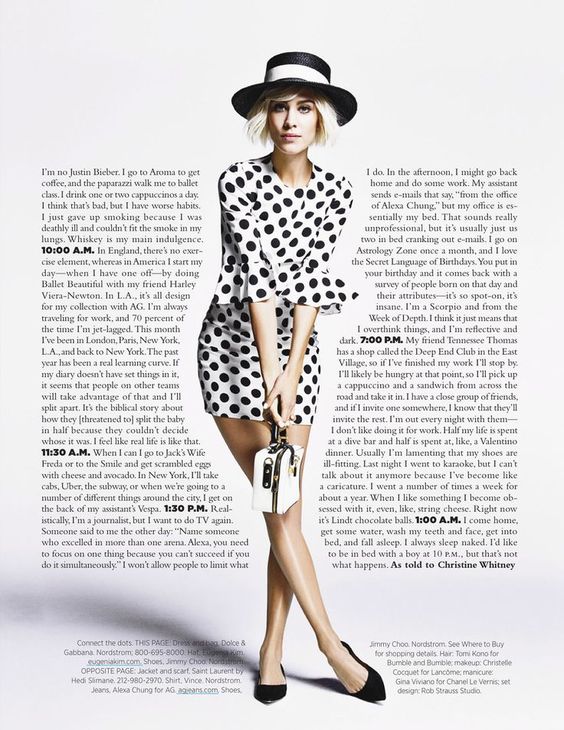 I'm no Justin Bieber. I go to Aroma to get
coffee, and the paparazzi walk me to ballet
class. I drink one or two cappuccinos a day.
I think that's bad, but I have worse habits.
I just gave up smoking because I was
deathly ill and couldn't fit the smoke in my
lungs. Whiskey is my main indulgence.
10:00 A.M. In England, there's no exer-
cise element, whereas in America I start my
day—when I have one off—by doing
Ballet Beautiful with my friend Harley
Viera-Newton. In L.A., it's all design
for my collection with AG. I'm always
traveling for work, and 70 percent of
the time I'm jet-lagged. This month
I've been in London, Paris, New York,
L.A., and back to New York. The past
year has been a real learning curve. If
my diary doesn't have set things in it,
it seems that people on other teams
will take advantage of that and I'll
split apart. It's the biblical story about
how they [threatened to] split the baby
in half because they couldn't decide
whose it was. I feel like real life is like that.
11:30 A.M. When can I go to Jack's Wife
Freda or to the Smile and get scrambled eggs
with cheese and avocado. In New York, I'll take
cabs, Uber, the subway, or when we're going to a
number of different things around the city, I get on
the back of my assistant's Vespa. 1:30 P.M. Real-
istically, I'm a journalist, but I want to do TV again.
Someone said to me the other day: "Name someone
who excelled in more than one arena. Alexa, you need
to focus on one thing because you can't succeed if you
do it simultaneously." I won't allow people to limit what
I do. In the afternoon, I might go back
home and do some work. My assistant
sends e-mails that say, "from the office
of Alexa Chung," but my office is es-
sentially my bed. That sounds really
unprofessional, but it's usually just us
two in bed cranking out e-mails. I go on
Astrology Zone once a month, and I love
the Secret Language of Birthdays. You put in
your birthday and it comes back with a
survey of people born on that day and
their attributes—it's so spot-on, it's
insane. I'm a Scorpio and from the
Week of Depth. I think it just means that
I overthink things, and I'm reflective and
dark. 7:00 P.M. My friend Tennessee Thomas
has a shop called the Deep End Club in the East
Village, so if I've finished my work I'll stop by.
I'll likely be hungry at that point, so I'll pick up
a cappuccino and a sandwich from across the
road and take it in. I have a close group of friends,
and if I invite one somewhere, I know that they'll
invite the rest. I'm out every night with them—
I don't like doing it for work. Half my life is spent
at a dive bar and half is spent at, like, a Valentino
dinner. Usually I'm lamenting that my shoes are
ill-fitting. Last night I went to karaoke, but I can't
talk about it anymore because I've become like
a caricature. I went a number of times a week for
about a year. When I like something I become ob-
sessed with it, even, like, string cheese. Right now
it's Lindt chocolate balls. 1:00 A.M. I come home,
get some water, wash my teeth and face, get into
bed, and fall asleep. I always sleep naked. I'd like
to be in bed with a boy at 10 P.M., but that's not
what happens. As told to Christine Whitney
Connect the dots. THIS PAGE: Dress and bag, Dolce &
Gabbana. Nordstrom; 800-695-8000. Hat, Eugenia Kim.
eugeniakim.com. Shoes, Jimmy Choo. Nordstrom.
OPPOSITE PAGE: Jacket and scarf, Saint Laurent by
Hedi Slimane. 212-980-2970. Shirt, Vince. Nordstrom.
Jeans, Alexa Chung for AG. agjeans.com. Shoes,
Jimmy Choo. Nordstrom. See Where to Buy
for shopping details. Hair: Tomi Kono for
Bumble and Bumble; makeup: Christelle
Cocquet for Lancôme; manicure:
Gina Viviano for Chanel Le Vernis; set
design: Rob Strauss Studio.